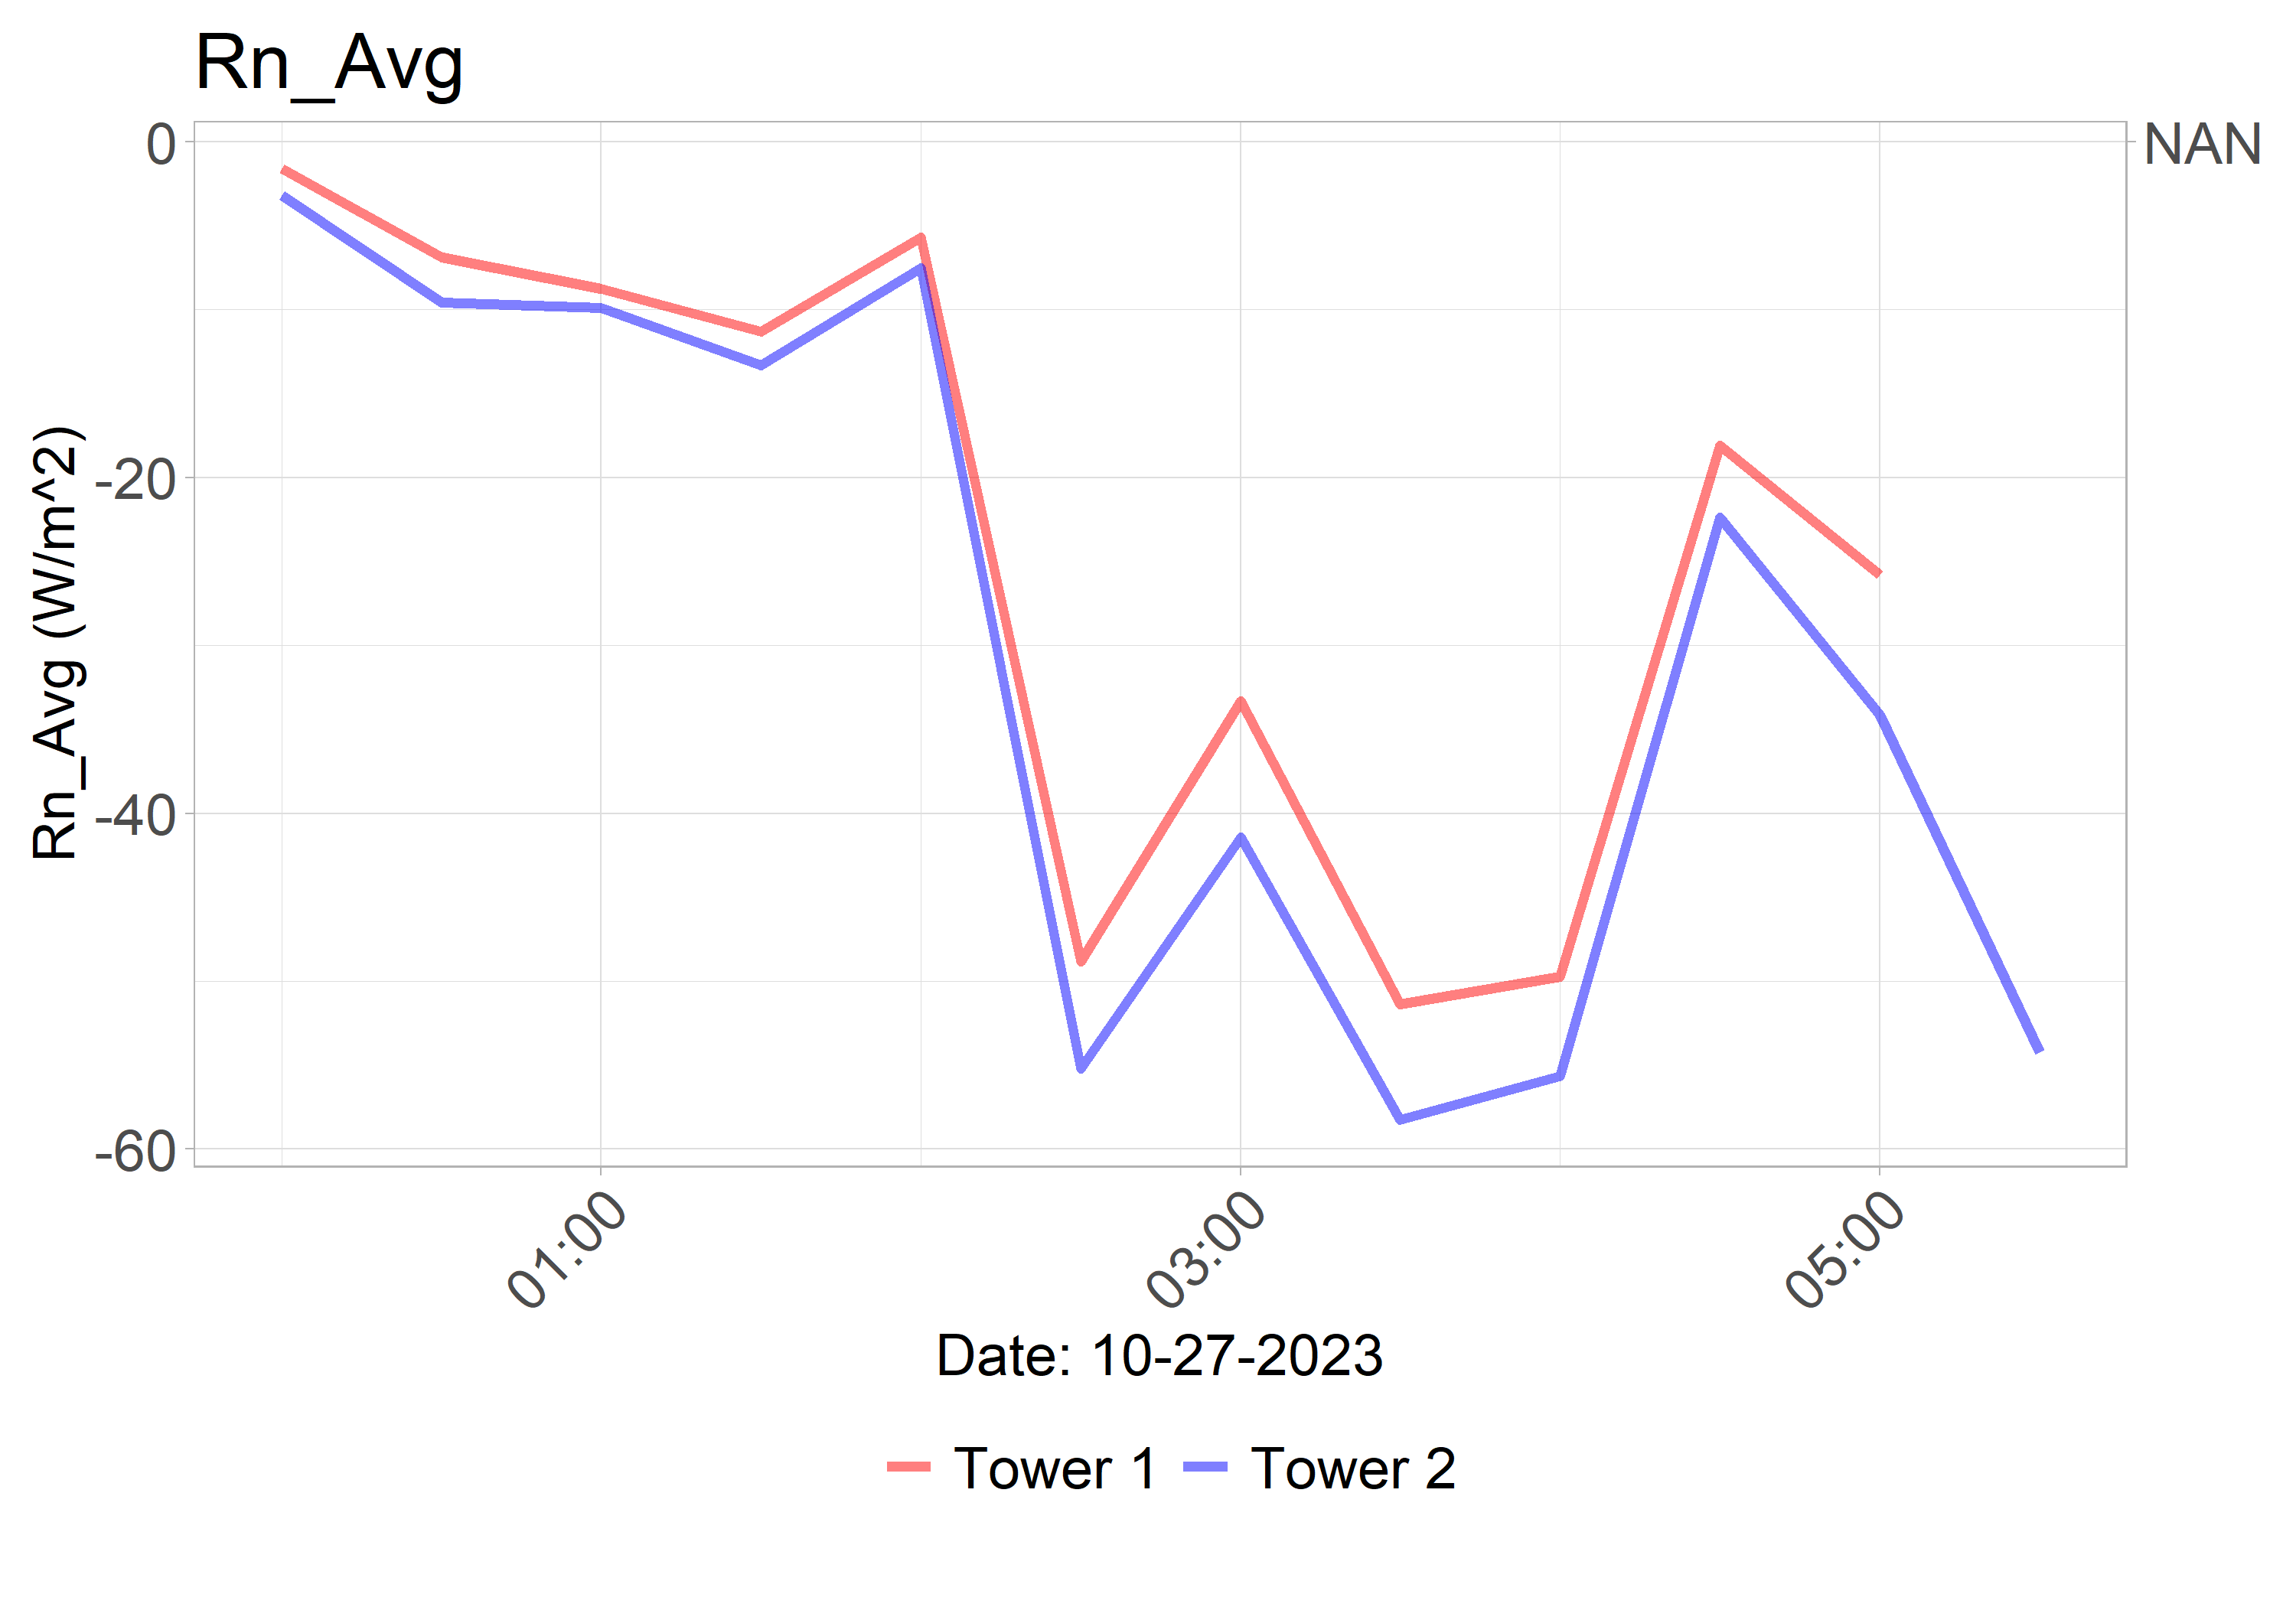 Rn_Avg
0
NAN
-20
-40
-60
Rn_Avg (W/m^2)
01:00
03:00
05:00
Date: 10-27-2023
Tower 1
Tower 2